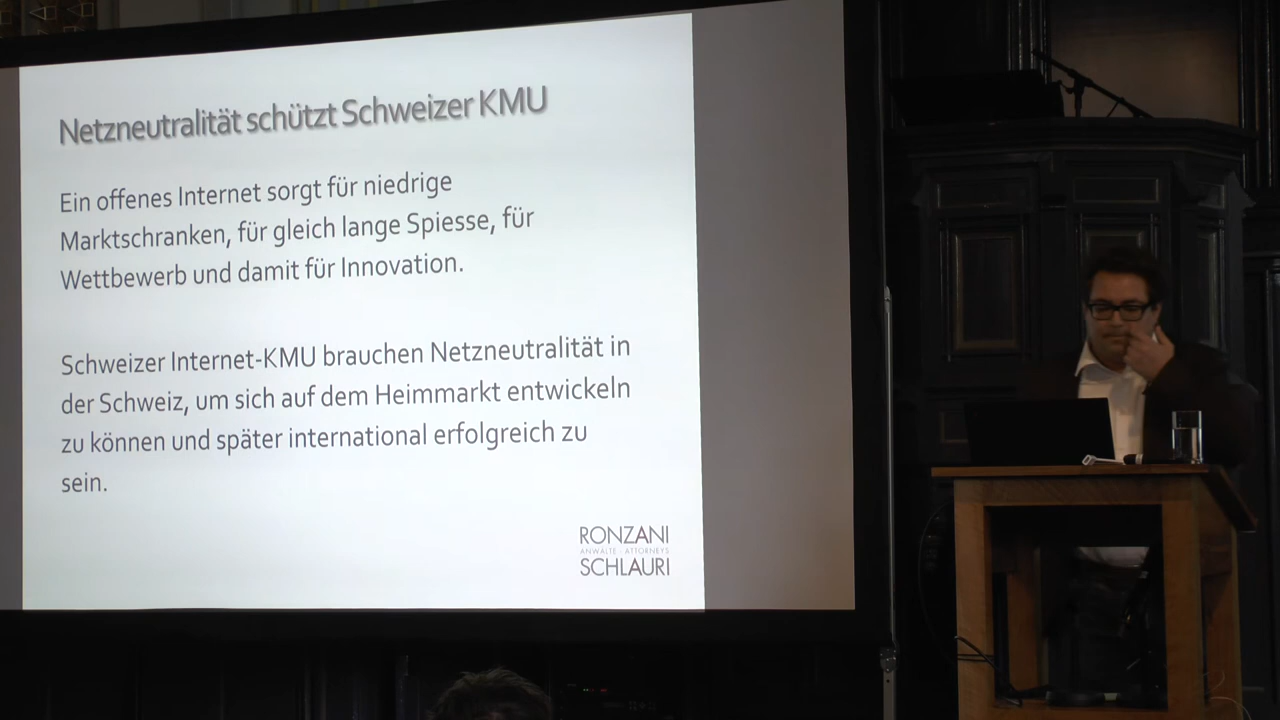 Netzneutralität schützt Schweizer KMU
Ein offenes Internet sorgt für niedrige
Marktschranken, für gleich lange Spiesse, für
Wettbewerb und damit für Innovation.
Schweizer Internet-KMU brauchen Netzneutralität in
der Schweiz, um sich auf dem Heimmarkt entwickeln
zu können und später international erfolgreich zu
sein.
RONZANI
ANWÄLTE · ATTORNEYS
SCHLAURI